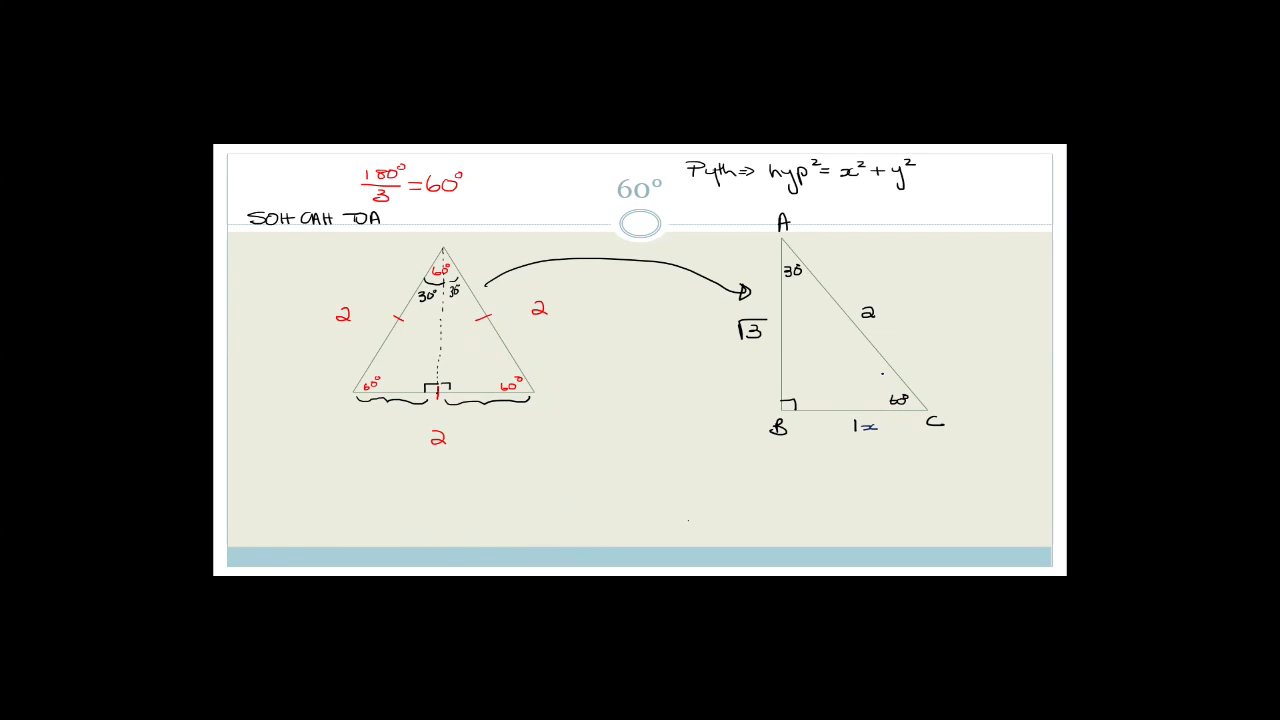 180°/3 = 60°
Pyth ⇒ hyp² = x² + y²
60°
SOH CAH TOA
A
60°
30° 30°
30°
2
2
2
√3
60°
60°
60°
2
B
1x
C